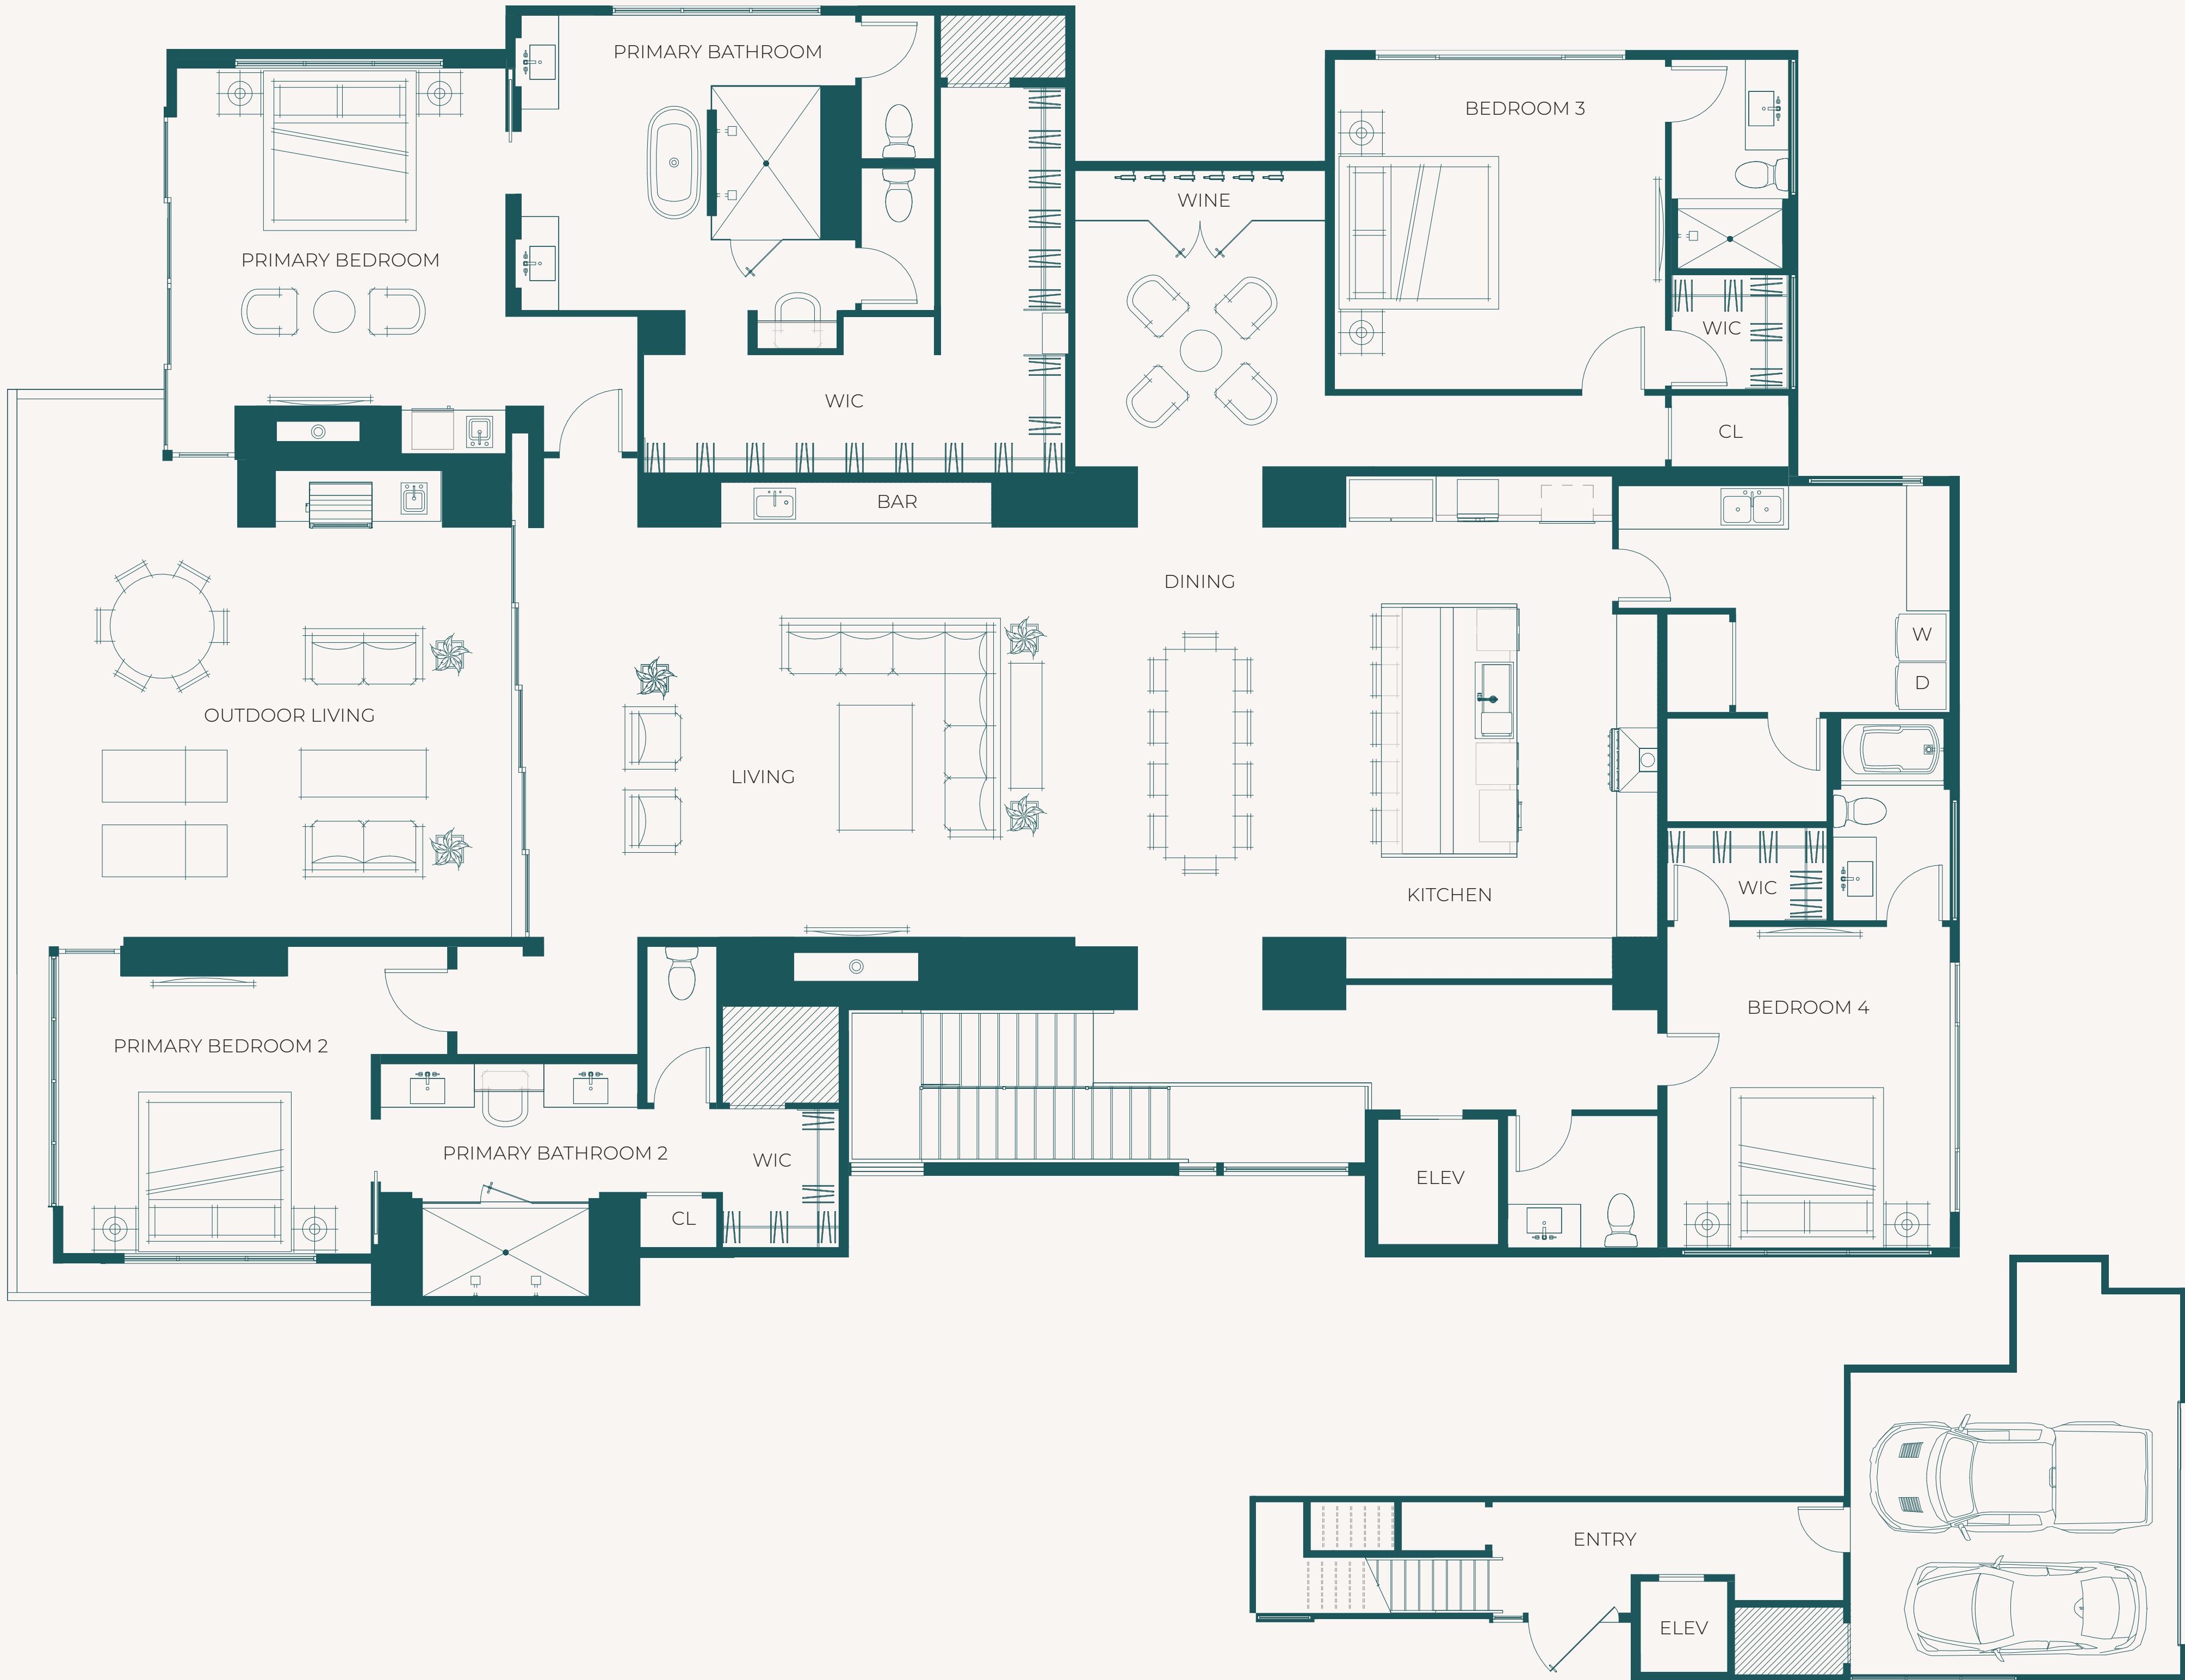 PRIMARY BATHROOM
BEDROOM 3
WINE
PRIMARY BEDROOM
WIC
WIC
CL
BAR
DINING
W
D
OUTDOOR LIVING
LIVING
KITCHEN
WIC
BEDROOM 4
PRIMARY BEDROOM 2
PRIMARY BATHROOM 2
WIC
ELEV
CL
ENTRY
ELEV